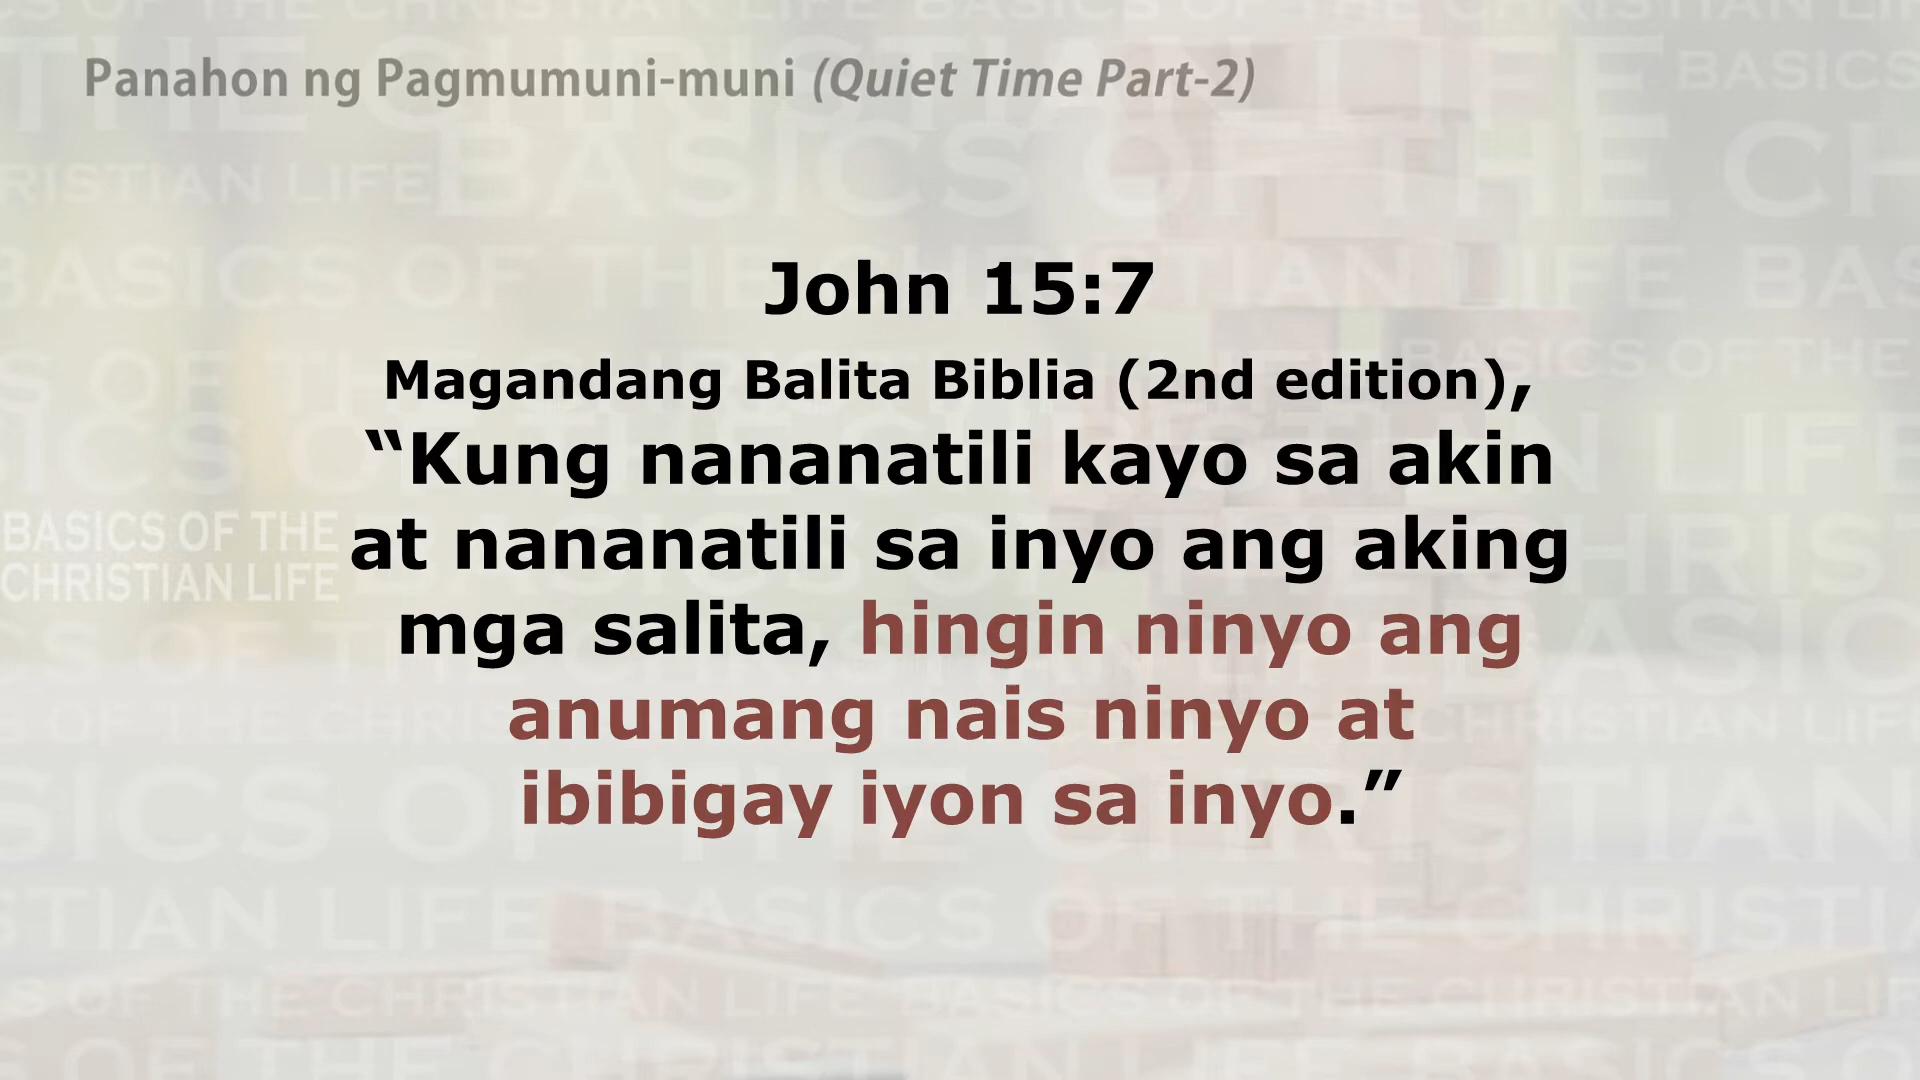 Panahon ng Pagmumuni-muni (Quiet Time Part-2)
John 15:7
Magandang Balita Biblia (2nd edition),
“Kung nananatili kayo sa akin
at nananatili sa inyo ang aking
mga salita, hingin ninyo ang
anumang nais ninyo at
ibibigay iyon sa inyo.”
BASICS OF THE
CHRISTIAN LIFE